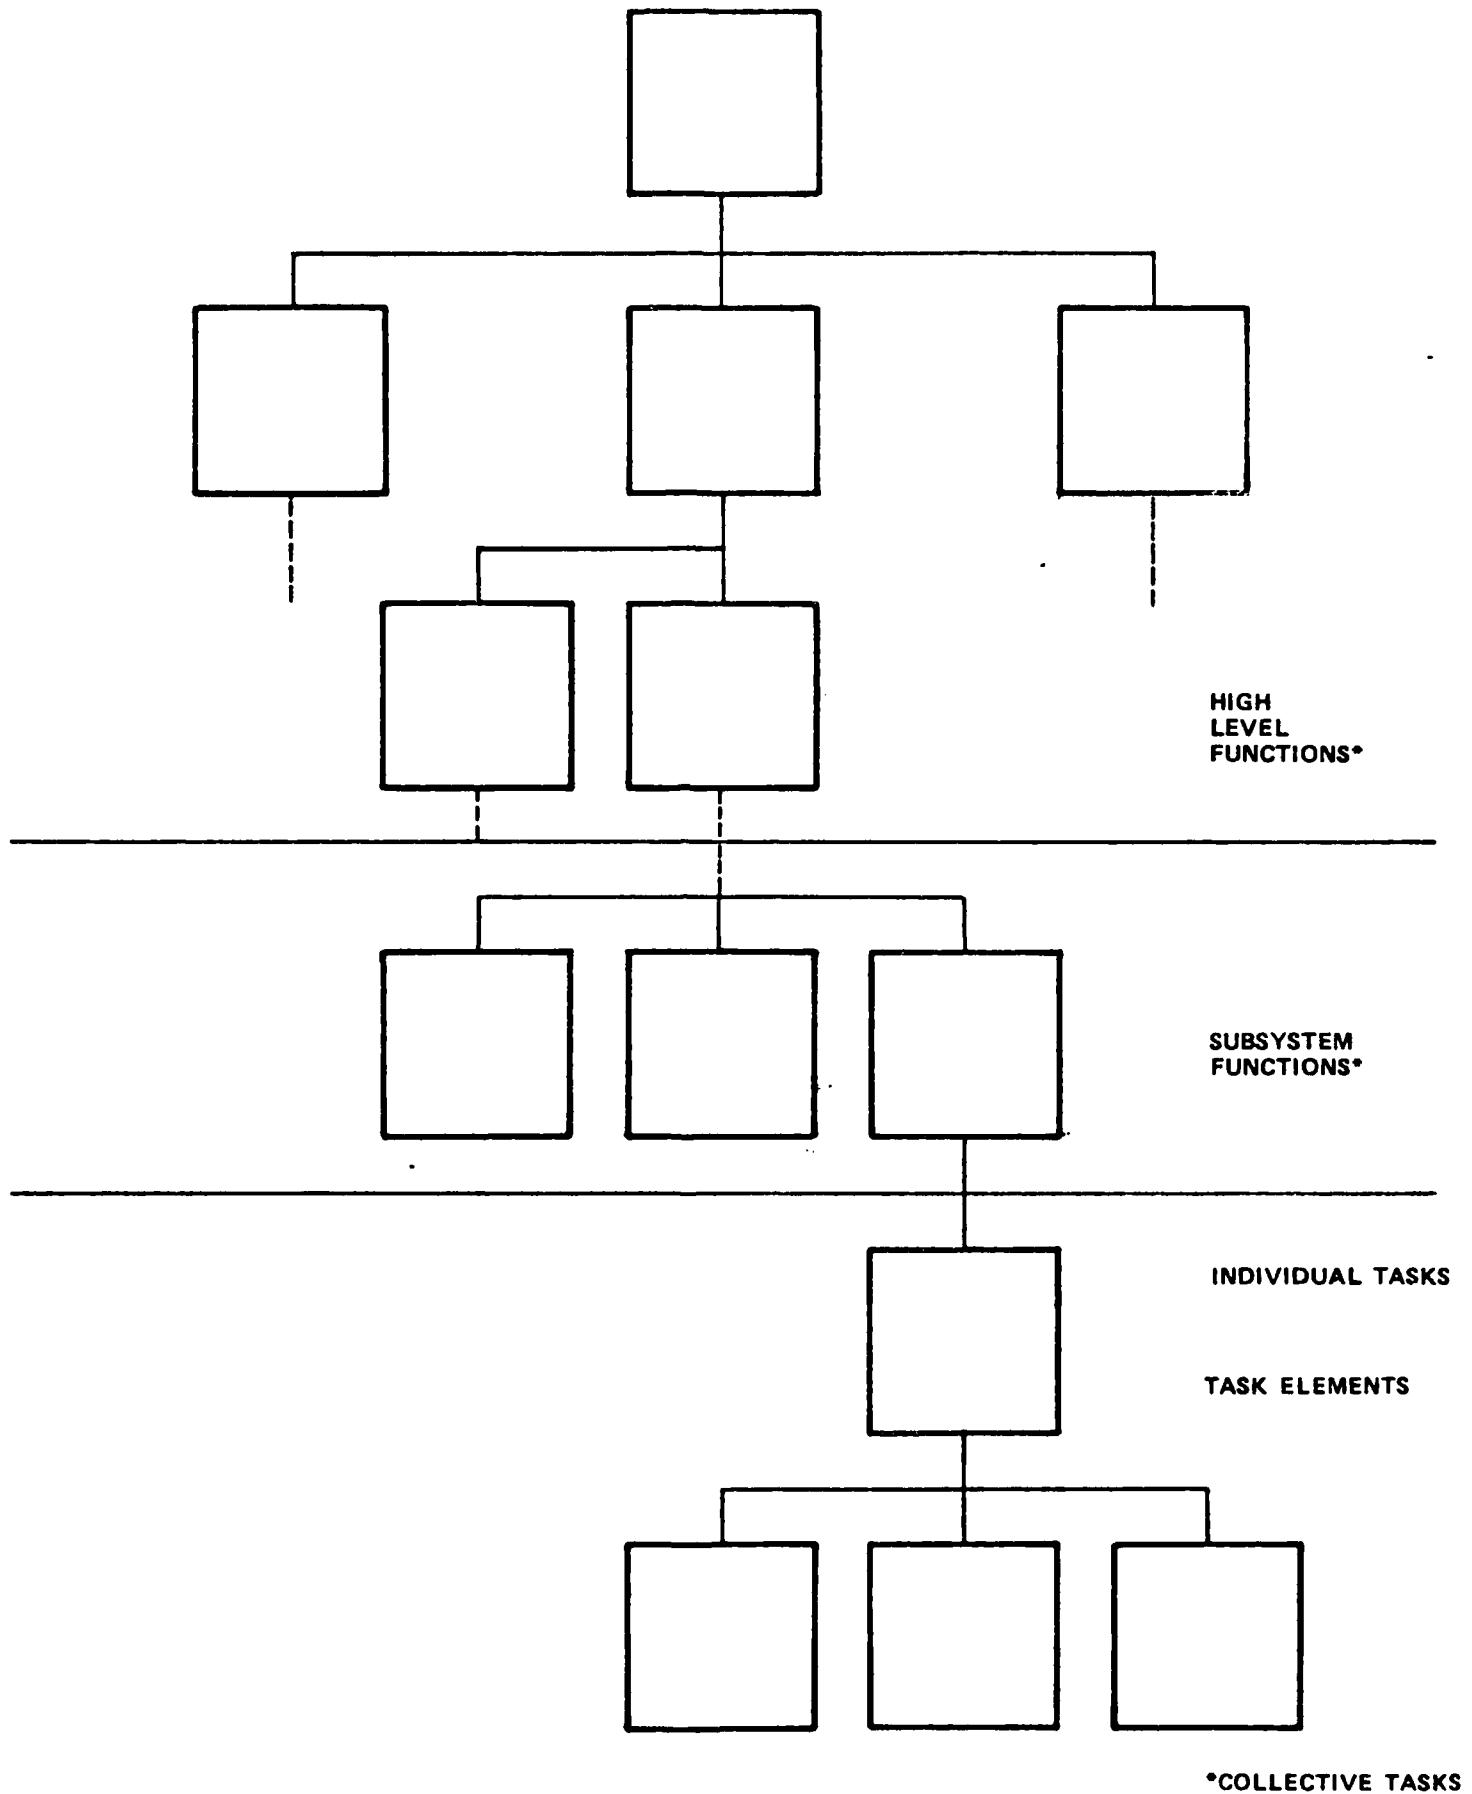 HIGH
LEVEL
FUNCTIONS*
SUBSYSTEM
FUNCTIONS*
INDIVIDUAL TASKS
TASK ELEMENTS
*COLLECTIVE TASKS